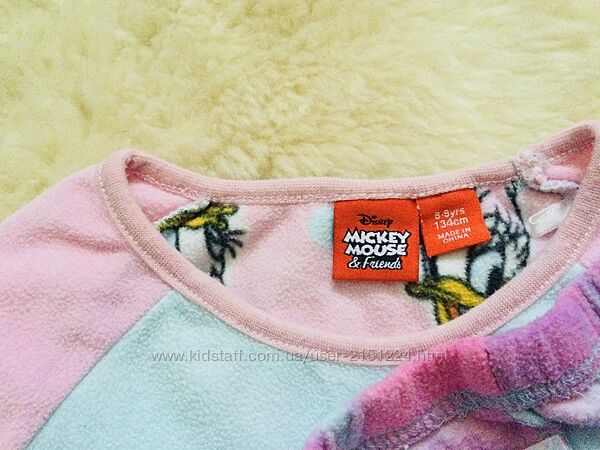 Disney
MICKEY
MOUSE
& Friends
8-9yrs
134cm
MADE IN
CHINA
www.kidstaff.com.ua/user-2151224.html